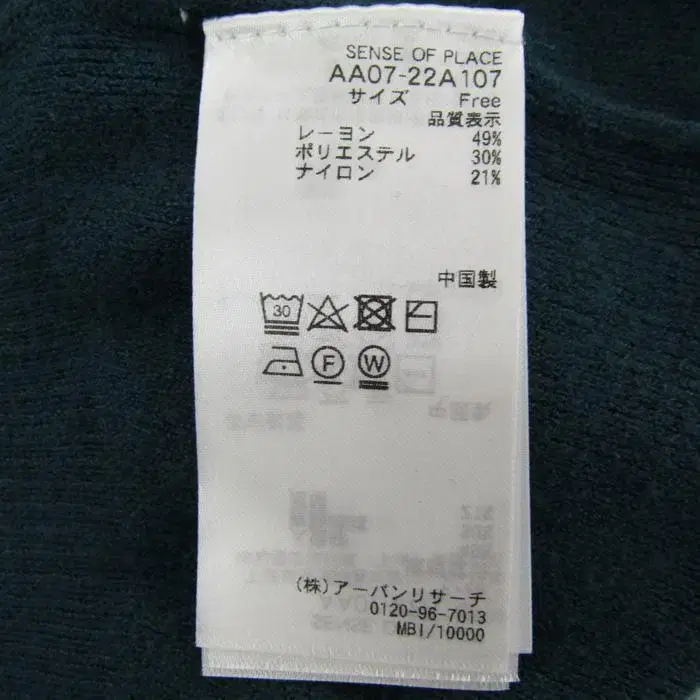 SENSE OF PLACE
AA07-22A107
サイズ Free
品質表示
レーヨン 49%
ポリエステル 30%
ナイロン 21%
中国製
30
F W
(株)アーバンリサーチ
0120-96-7013
MBI/10000